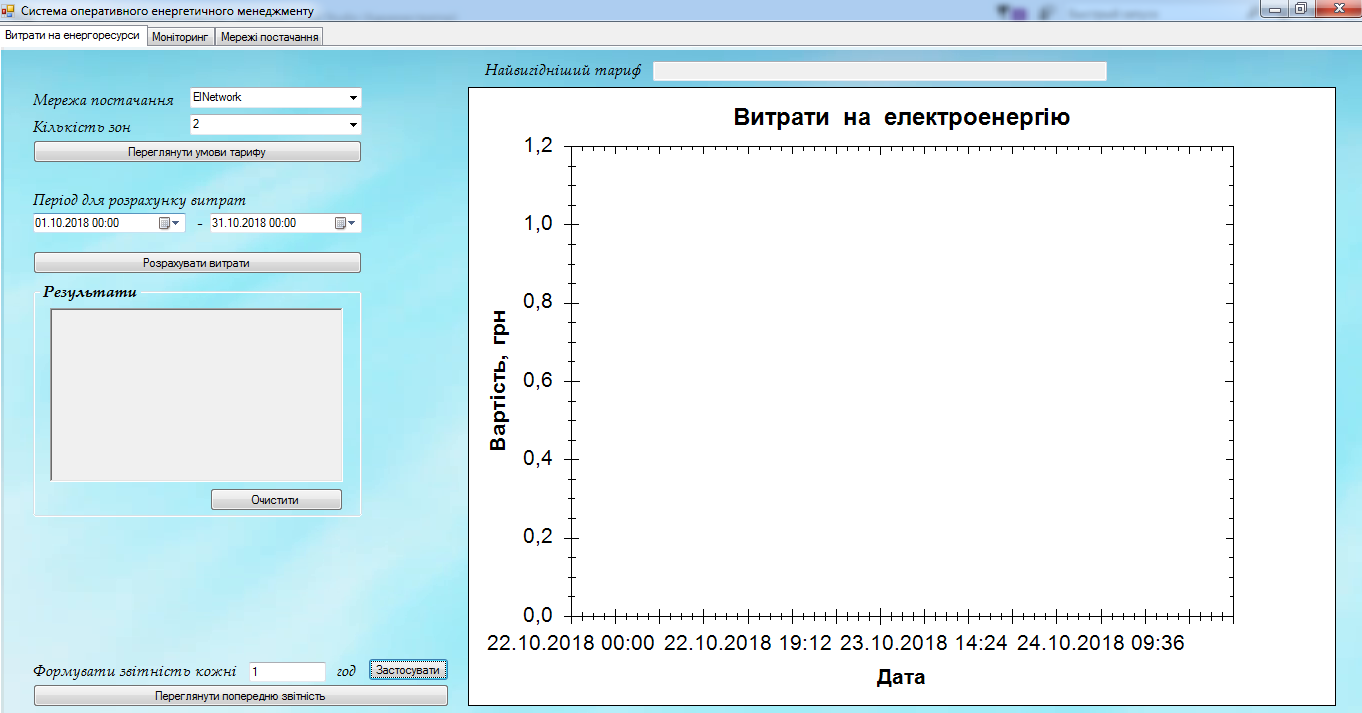 Система оперативного енергетичного менеджменту
Витрати на енергоресурси Моніторинг Мережі постачання
Мережа постачання ElNetwork
Кількість зон 2
Переглянути умови тарифу
Період для розрахунку витрат
01.10.2018 00:00 - 31.10.2018 00:00
Розрахувати витрати
Результати
Очистити
Формувати звітність кожні 1 год Застосувати
Переглянути попередню звітність
Найвигідніший тариф
Витрати на електроенергію
Вартість, грн
1,2
1,0
0,8
0,6
0,4
0,2
0,0
22.10.2018 00:00 22.10.2018 19:12 23.10.2018 14:24 24.10.2018 09:36
Дата